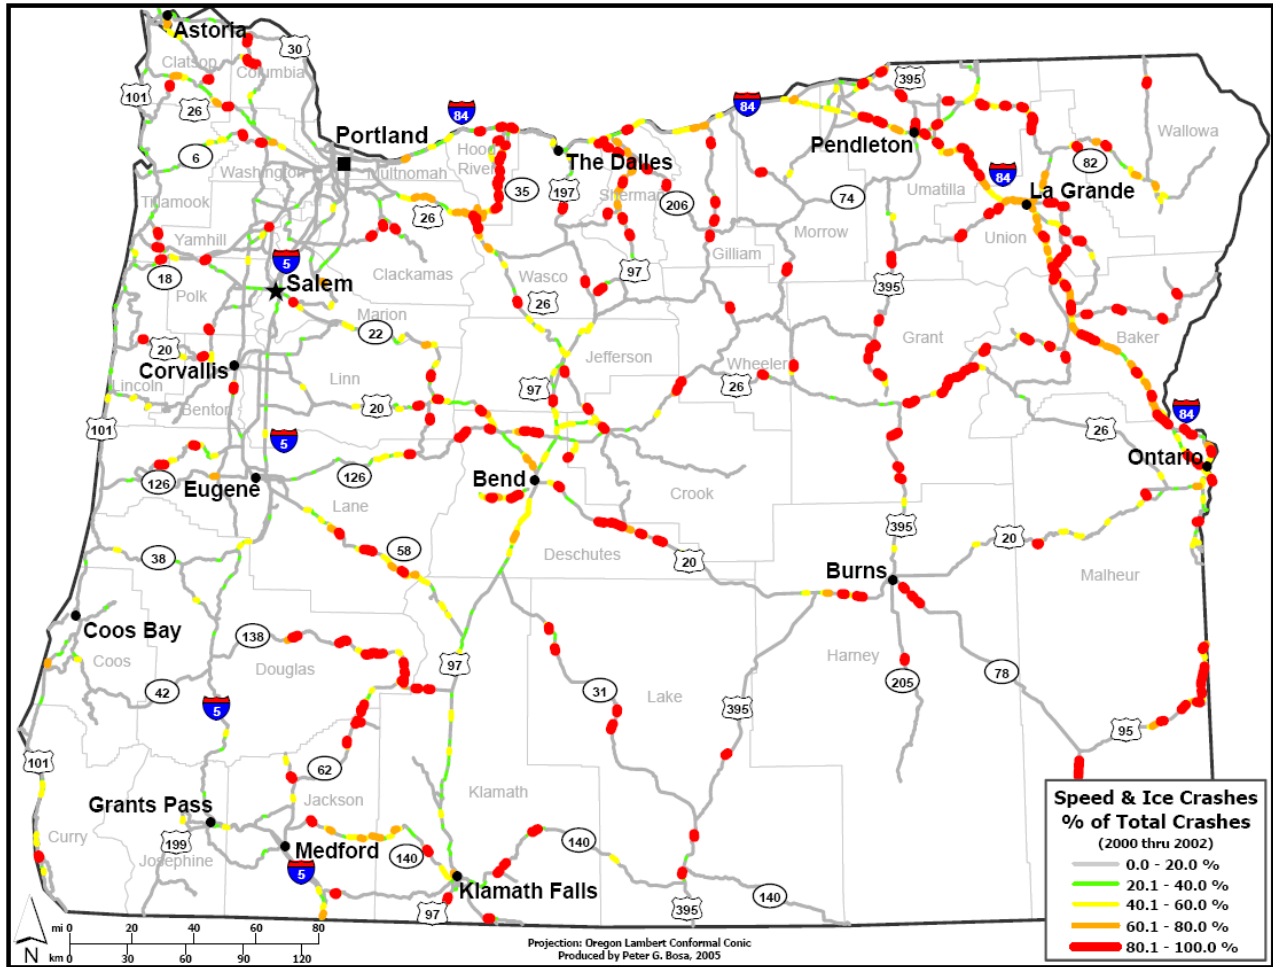 Astoria
30
Clatsop
Columbia
101
26
84
84
395
Portland
Pendleton
Wallowa
6
Hood
River
The Dalles
82
Washington
Multnomah
84
La Grande
35
197
Sherman
206
74
Umatilla
Tillamook
26
Union
Yamhill
Morrow
5
Gilliam
18
Clackamas
97
Salem
Wasco
395
Polk
26
Marion
22
Grant
Baker
20
Jefferson
Wheeler
Corvallis
Linn
97
26
Lincoln
Benton
20
84
101
26
5
Ontario
126
126
Bend
Eugene
Crook
Lane
395
58
38
Deschutes
20
20
Burns
Malheur
Coos Bay
138
Coos
Douglas
97
Harney
78
42
31
Lake
205
5
395
95
101
62
Klamath
Grants Pass
Jackson
Curry
199
Josephine
Medford
140
140
5
Klamath Falls
140
97
395
Speed & Ice Crashes
% of Total Crashes
(2000 thru 2002)
0.0 - 20.0 %
20.1 - 40.0 %
40.1 - 60.0 %
60.1 - 80.0 %
80.1 - 100.0 %
N
mi 0 20 40 60 80
km 0 30 60 90 120
Projection: Oregon Lambert Conformal Conic
Produced by Peter G. Bosa, 2005